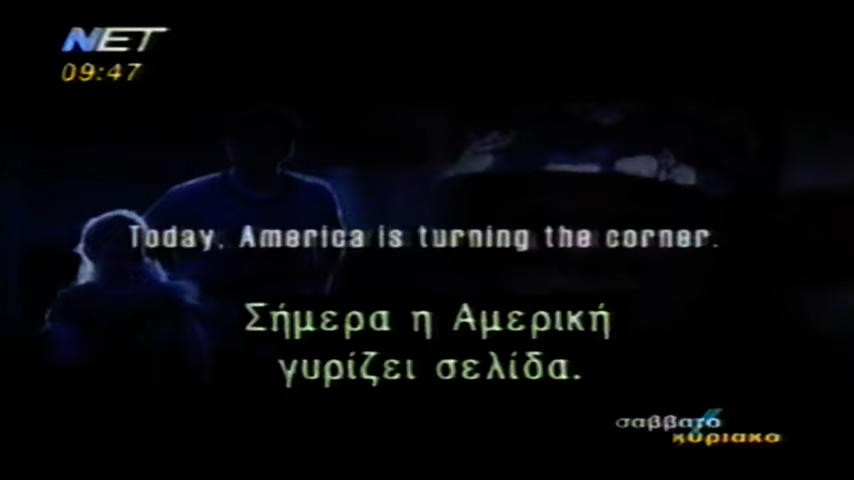 NET
09:47
Today, America is turning the corner.
Σήμερα η Αμερική
γυρίζει σελίδα.
σαββατο
κυριακο